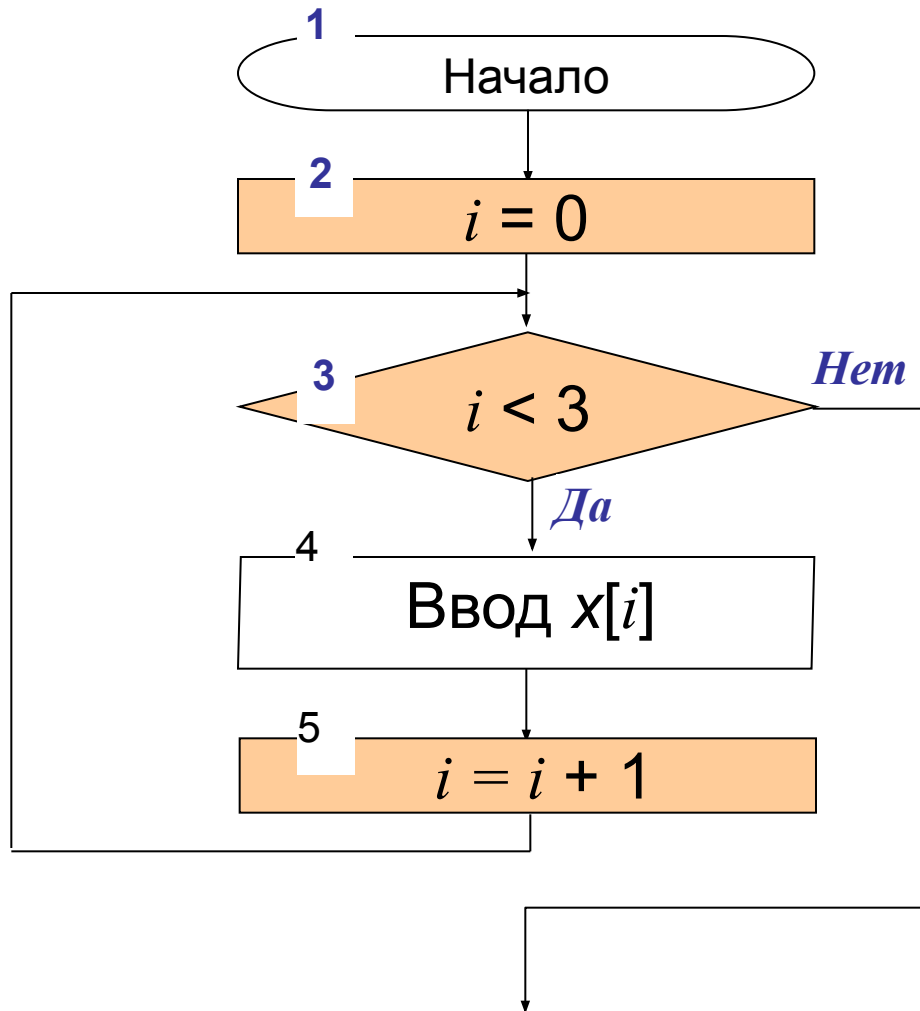 1
Начало
2
i = 0
3
i < 3
Нет
Да
4
Ввод x[i]
5
i = i + 1